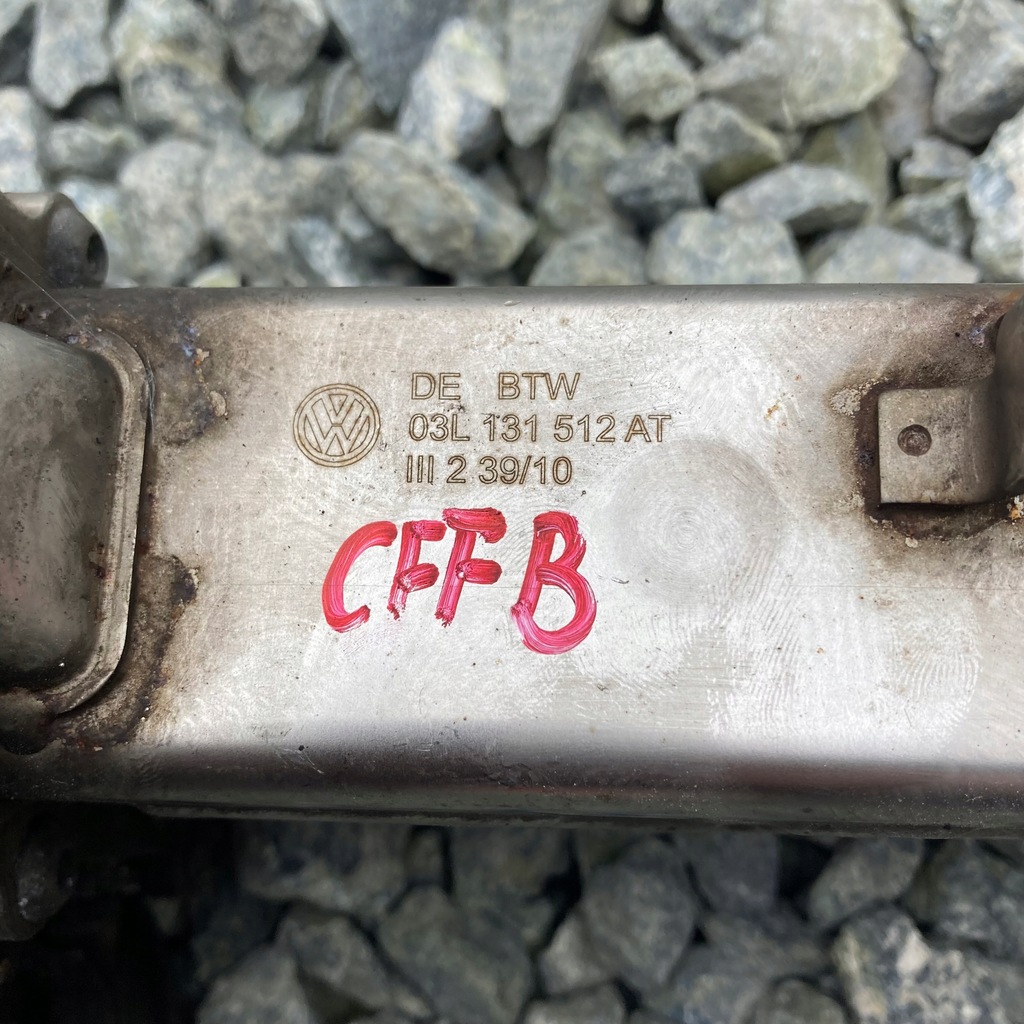 DE BTW
03L 131 512 AT
III 2 39/10
CFFB